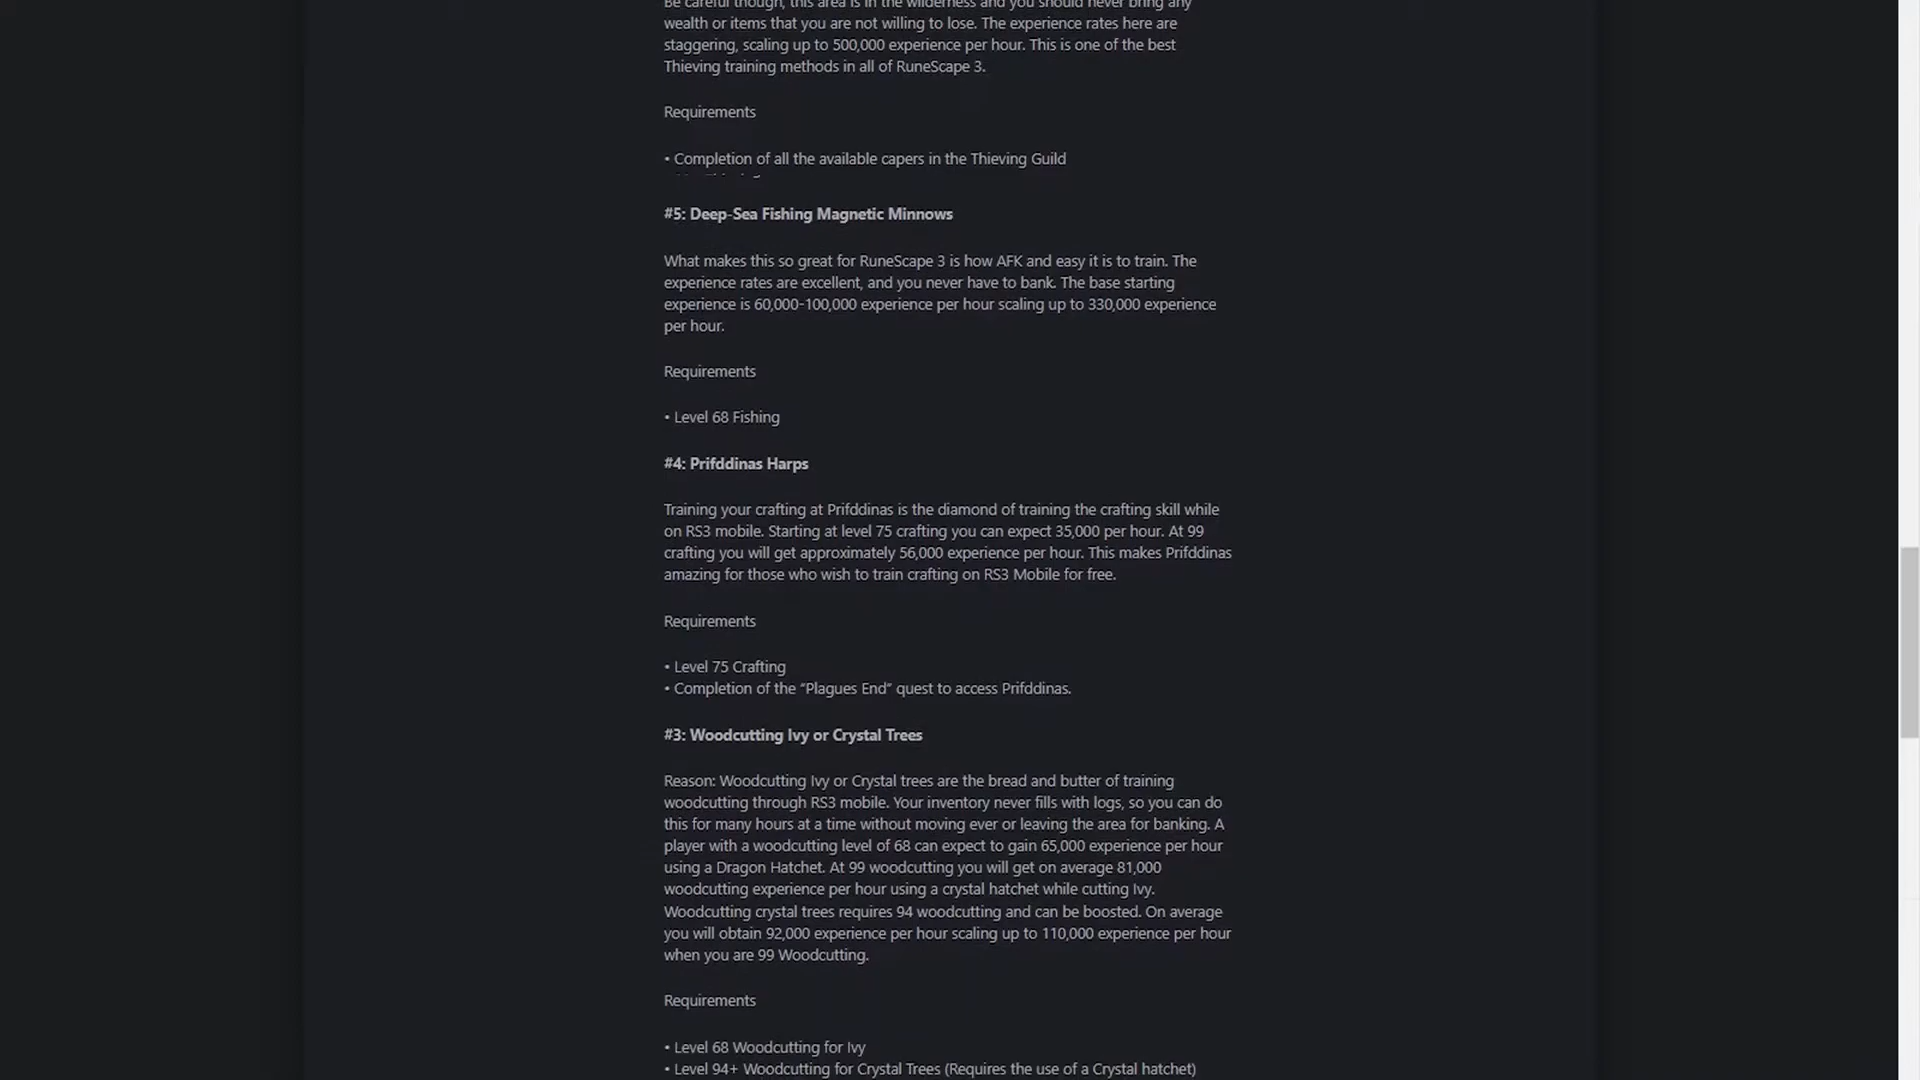 Be careful though, this area is in the wilderness and you should never bring any
wealth or items that you are not willing to lose. The experience rates here are
staggering, scaling up to 500,000 experience per hour. This is one of the best
Thieving training methods in all of RuneScape 3.
Requirements
• Completion of all the available capers in the Thieving Guild
#5: Deep-Sea Fishing Magnetic Minnows
What makes this so great for RuneScape 3 is how AFK and easy it is to train. The
experience rates are excellent, and you never have to bank. The base starting
experience is 60,000-100,000 experience per hour scaling up to 330,000 experience
per hour.
Requirements
• Level 68 Fishing
#4: Prifddinas Harps
Training your crafting at Prifddinas is the diamond of training the crafting skill while
on RS3 mobile. Starting at level 75 crafting you can expect 35,000 per hour. At 99
crafting you will get approximately 56,000 experience per hour. This makes Prifddinas
amazing for those who wish to train crafting on RS3 Mobile for free.
Requirements
• Level 75 Crafting
• Completion of the “Plagues End” quest to access Prifddinas.
#3: Woodcutting Ivy or Crystal Trees
Reason: Woodcutting Ivy or Crystal trees are the bread and butter of training
woodcutting through RS3 mobile. Your inventory never fills with logs, so you can do
this for many hours at a time without moving ever or leaving the area for banking. A
player with a woodcutting level of 68 can expect to gain 65,000 experience per hour
using a Dragon Hatchet. At 99 woodcutting you will get on average 81,000
woodcutting experience per hour using a crystal hatchet while cutting Ivy.
Woodcutting crystal trees requires 94 woodcutting and can be boosted. On average
you will obtain 92,000 experience per hour scaling up to 110,000 experience per hour
when you are 99 Woodcutting.
Requirements
• Level 68 Woodcutting for Ivy
• Level 94+ Woodcutting for Crystal Trees (Requires the use of a Crystal hatchet)